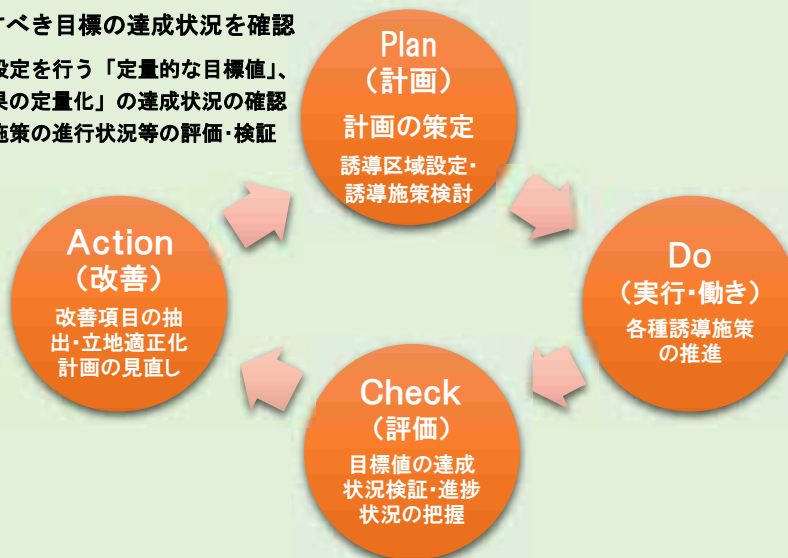 べき目標の達成状況を確認
設定を行う「定量的な目標値」、
の定量化」の達成状況の確認
施策の進行状況等の評価・検証
Plan
（計画）
計画の策定
誘導区域設定・
誘導施策検討
Do
（実行・働き）
各種誘導施策
の推進
Check
（評価）
目標値の達成
状況検証・進捗
状況の把握
Action
（改善）
改善項目の抽
出・立地適正化
計画の見直し